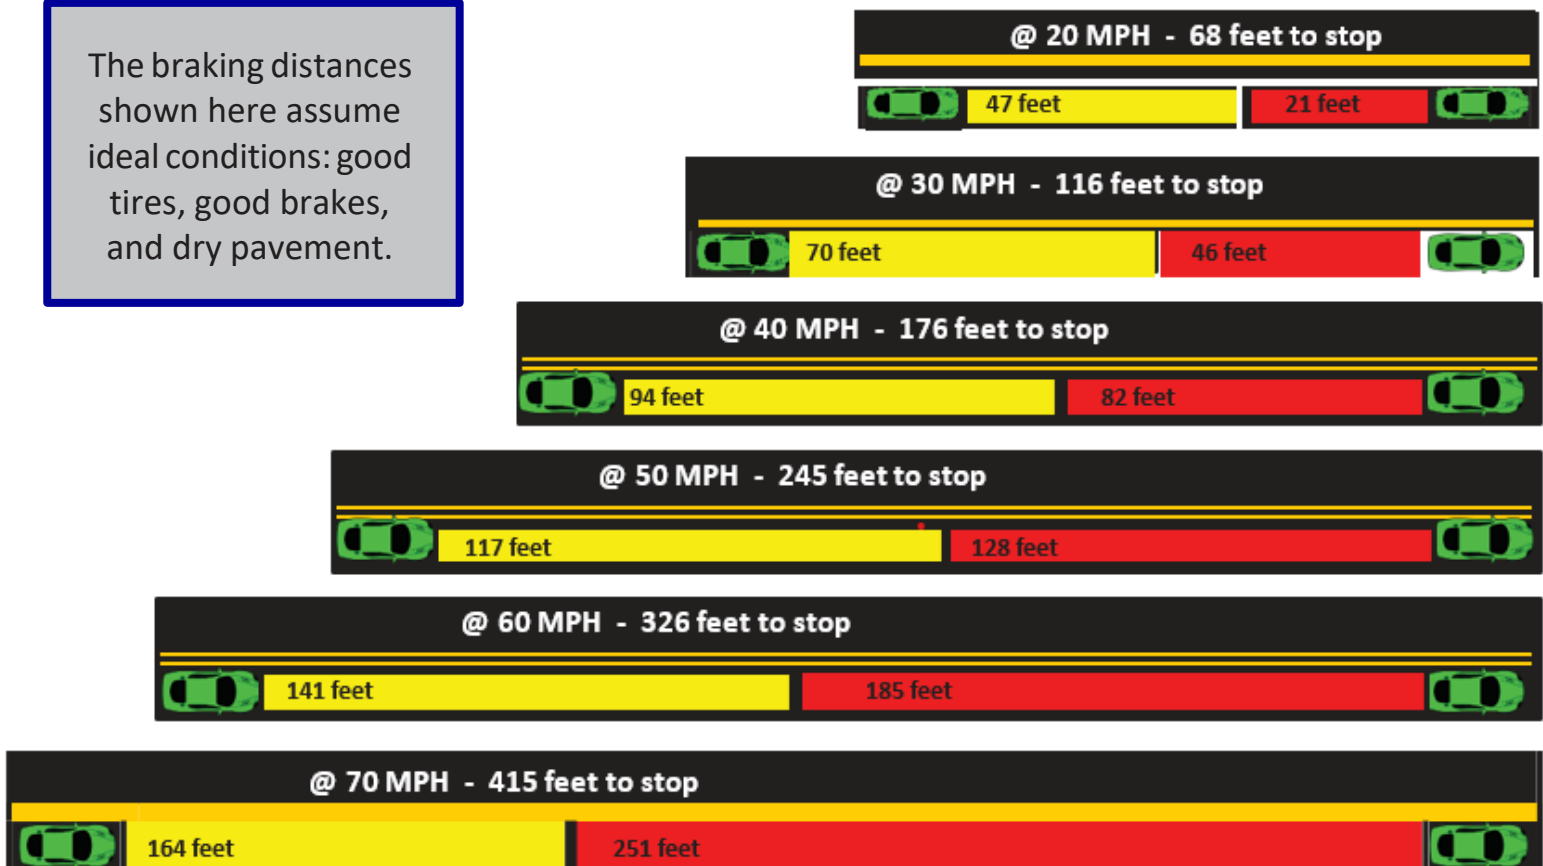 The braking distances
shown here assume
ideal conditions: good
tires, good brakes,
and dry pavement.
@ 20 MPH - 68 feet to stop
47 feet 21 feet
@ 30 MPH - 116 feet to stop
70 feet 46 feet
@ 40 MPH - 176 feet to stop
94 feet 82 feet
@ 50 MPH - 245 feet to stop
117 feet 128 feet
@ 60 MPH - 326 feet to stop
141 feet 185 feet
@ 70 MPH - 415 feet to stop
164 feet 251 feet